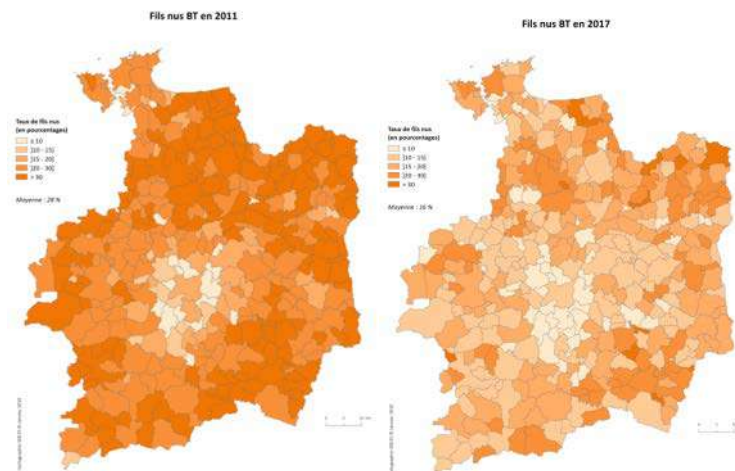 Fils nus BT en 2011
Taux de fils nus
(en pourcentages)
≤ 10
]10 - 15]
]15 - 20]
]20 - 30]
> 30
Moyenne : 28 %
Fils nus BT en 2017
Taux de fils nus
(en pourcentages)
≤ 10
]10 - 15]
]15 - 20]
]20 - 30]
> 30
Moyenne : 16 %